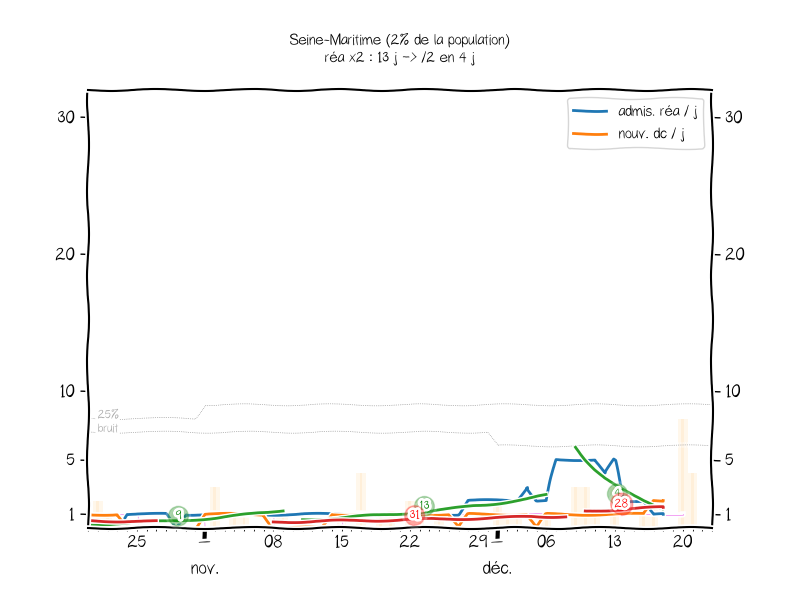 Seine-Maritime (2% de la population)
réa x2 : 13 j -> /2 en 4 j
admis. réa / j
nouv. dc / j
30 30
20 20
10 10
25%
bruit
5 5
9 13 31 28
1 1
25 1 08 15 22 29 1 06 13 20
nov. déc.